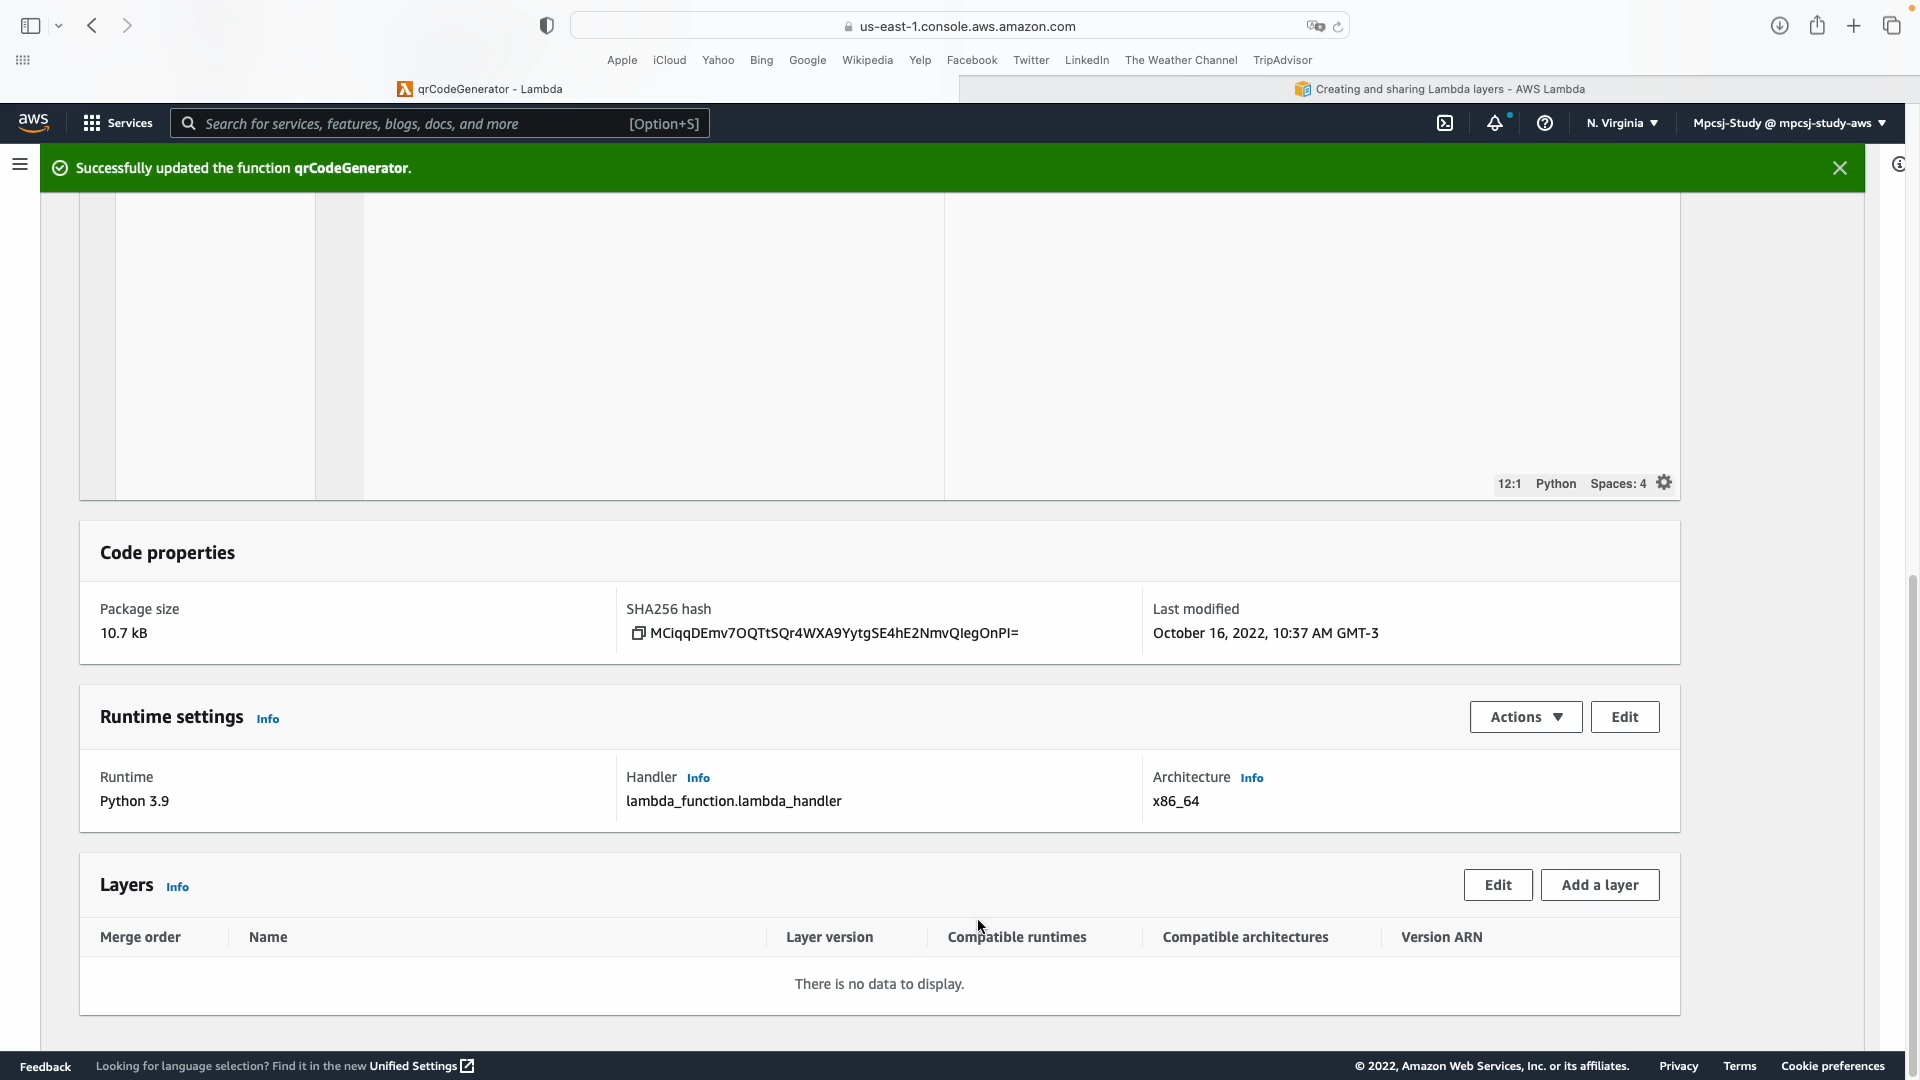 us-east-1.console.aws.amazon.com
Apple iCloud Yahoo Bing Google Wikipedia Yelp Facebook Twitter LinkedIn The Weather Channel TripAdvisor
qrCodeGenerator - Lambda
Creating and sharing Lambda layers - AWS Lambda
aws Services Search for services, features, blogs, docs, and more [Option+S] N. Virginia Mpcsj-Study @ mpcsj-study-aws
Successfully updated the function qrCodeGenerator.
12:1 Python Spaces: 4
Code properties
Package size SHA256 hash Last modified
10.7 kB MCiqqDEmv7OQTtSQr4WXA9YytgSE4hE2NmvQIegOnPI= October 16, 2022, 10:37 AM GMT-3
Runtime settings Info Actions Edit
Runtime Handler Info Architecture Info
Python 3.9 lambda_function.lambda_handler x86_64
Layers Info Edit Add a layer
Merge order Name Layer version Compatible runtimes Compatible architectures Version ARN
There is no data to display.
Feedback Looking for language selection? Find it in the new Unified Settings © 2022, Amazon Web Services, Inc. or its affiliates. Privacy Terms Cookie preferences